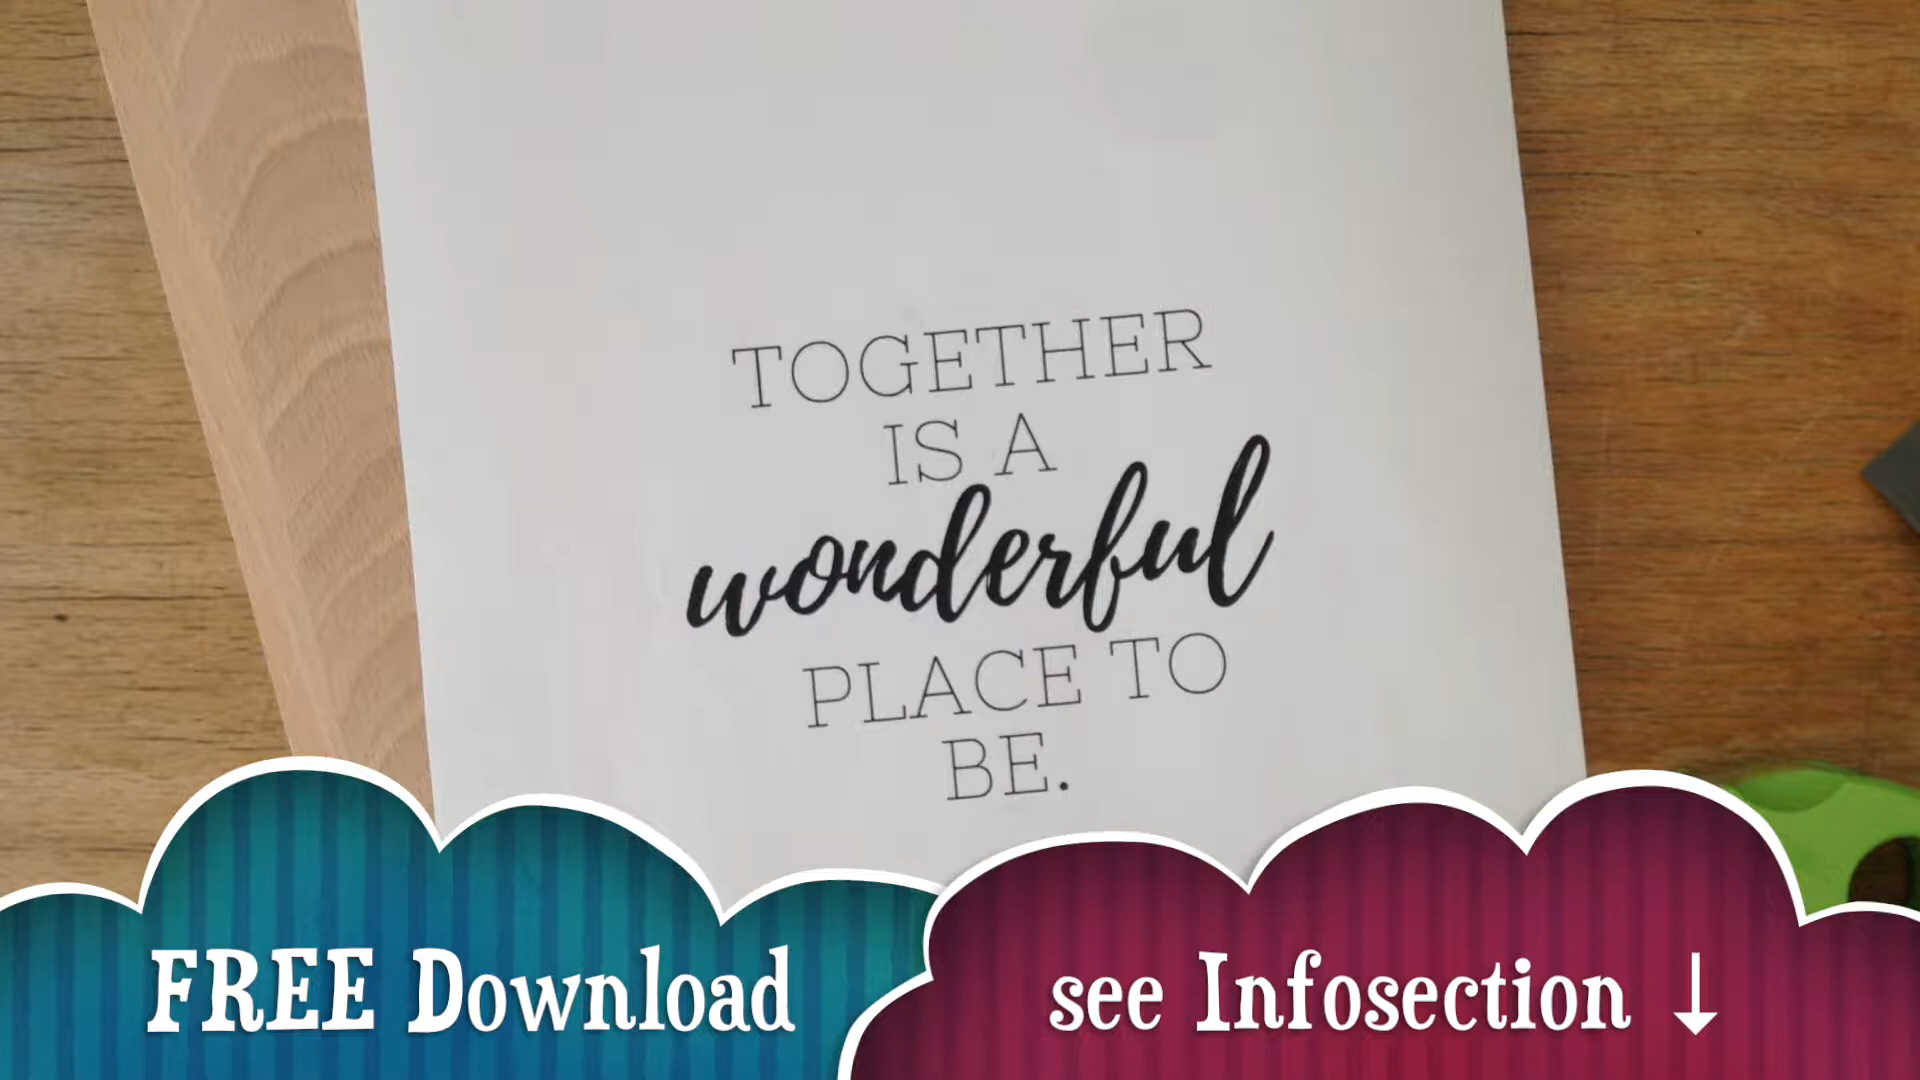 TOGETHER
IS A
wonderful
PLACE TO
BE.
FREE Download
see Infosection ↓